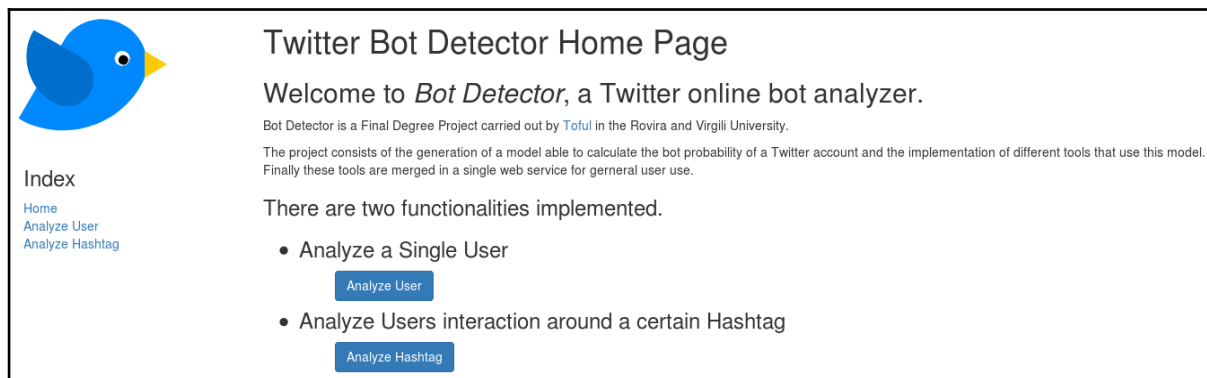 Twitter Bot Detector Home Page
Welcome to Bot Detector, a Twitter online bot analyzer.
Bot Detector is a Final Degree Project carried out by Toful in the Rovira and Virgili University.
The project consists of the generation of a model able to calculate the bot probability of a Twitter account and the implementation of different tools that use this model.
Finally these tools are merged in a single web service for gerneral user use.
Index
Home
Analyze User
Analyze Hashtag
There are two functionalities implemented.
• Analyze a Single User
Analyze User
• Analyze Users interaction around a certain Hashtag
Analyze Hashtag